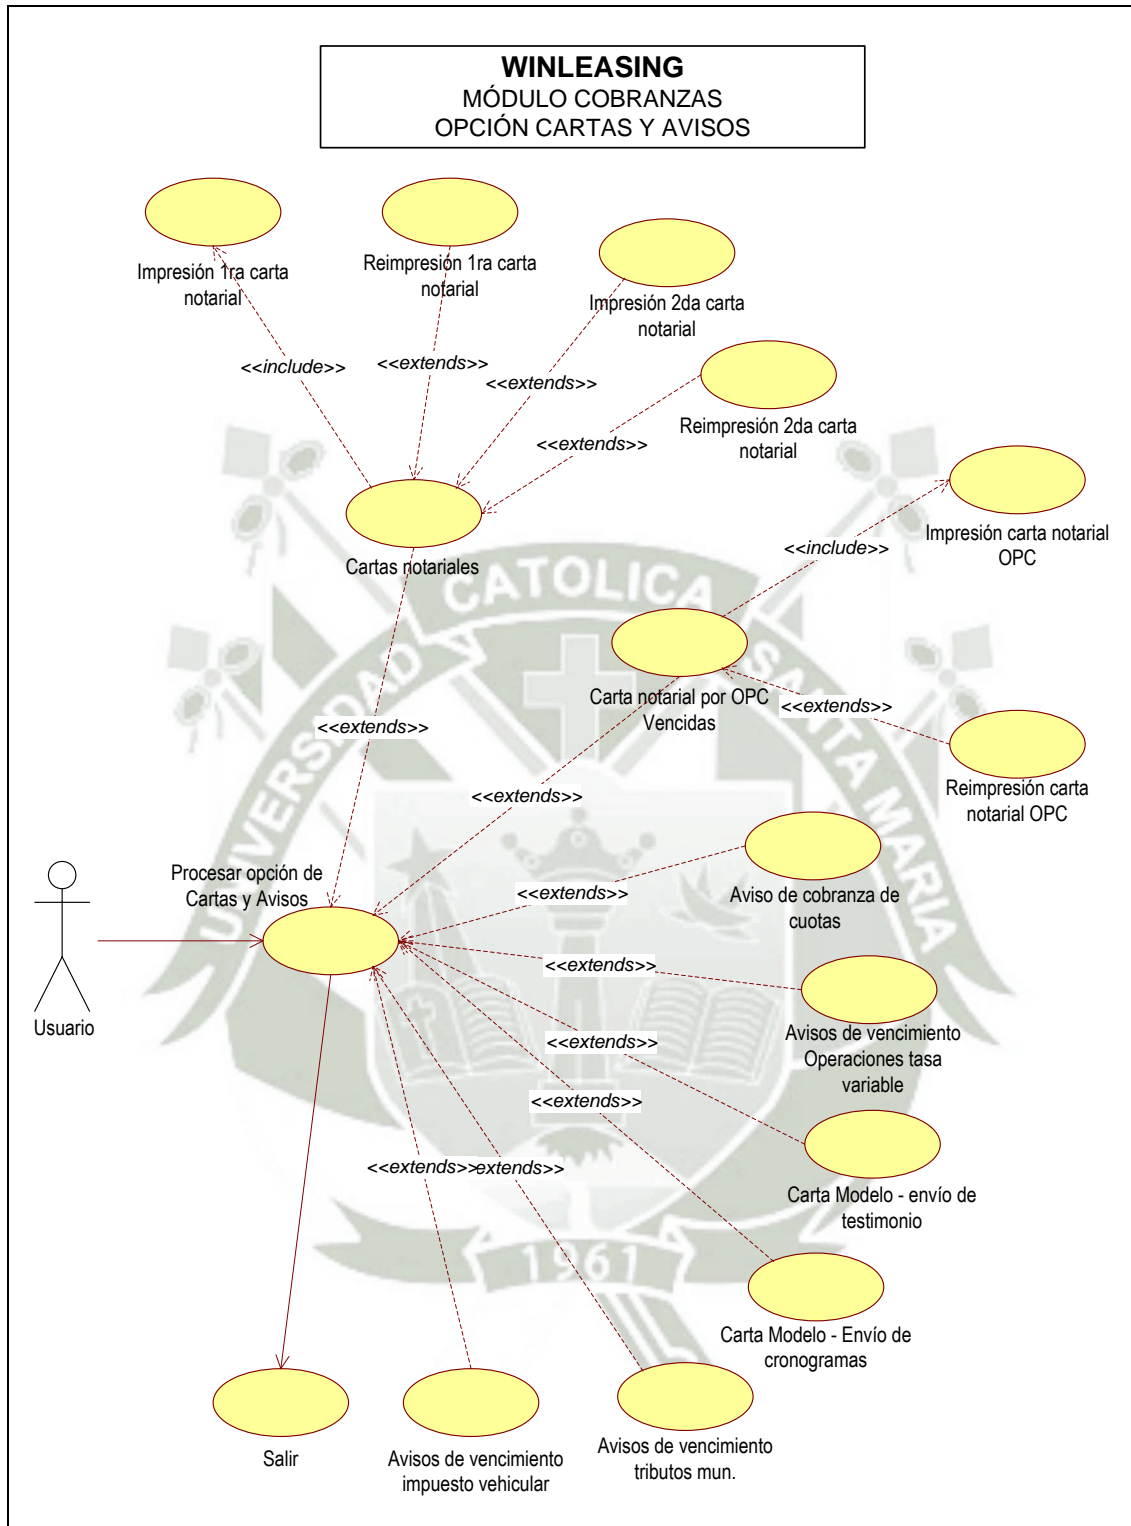 WINLEASING
MÓDULO COBRANZAS
OPCIÓN CARTAS Y AVISOS
Impresión 1ra carta
notarial
Reimpresión 1ra carta
notarial
Impresión 2da carta
notarial
<<include>>
<<extends>>
<<extends>>
Reimpresión 2da carta
notarial
<<extends>>
Cartas notariales
Impresión carta notarial
OPC
<<include>>
UNIVERSIDAD CATOLICA SANTA MARIA
Carta notarial por OPC
Vencidas
<<extends>>
<<extends>>
Reimpresión carta
notarial OPC
<<extends>>
Procesar opción de
Cartas y Avisos
Aviso de cobranza de
cuotas
<<extends>>
<<extends>>
Usuario
Avisos de vencimiento
Operaciones tasa
variable
<<extends>>
<<extends>>
Carta Modelo - envío de
testimonio
<<extends>>
extends>>
1961
Carta Modelo - Envío de
cronogramas
Salir
Avisos de vencimiento
impuesto vehicular
Avisos de vencimiento
tributos mun.